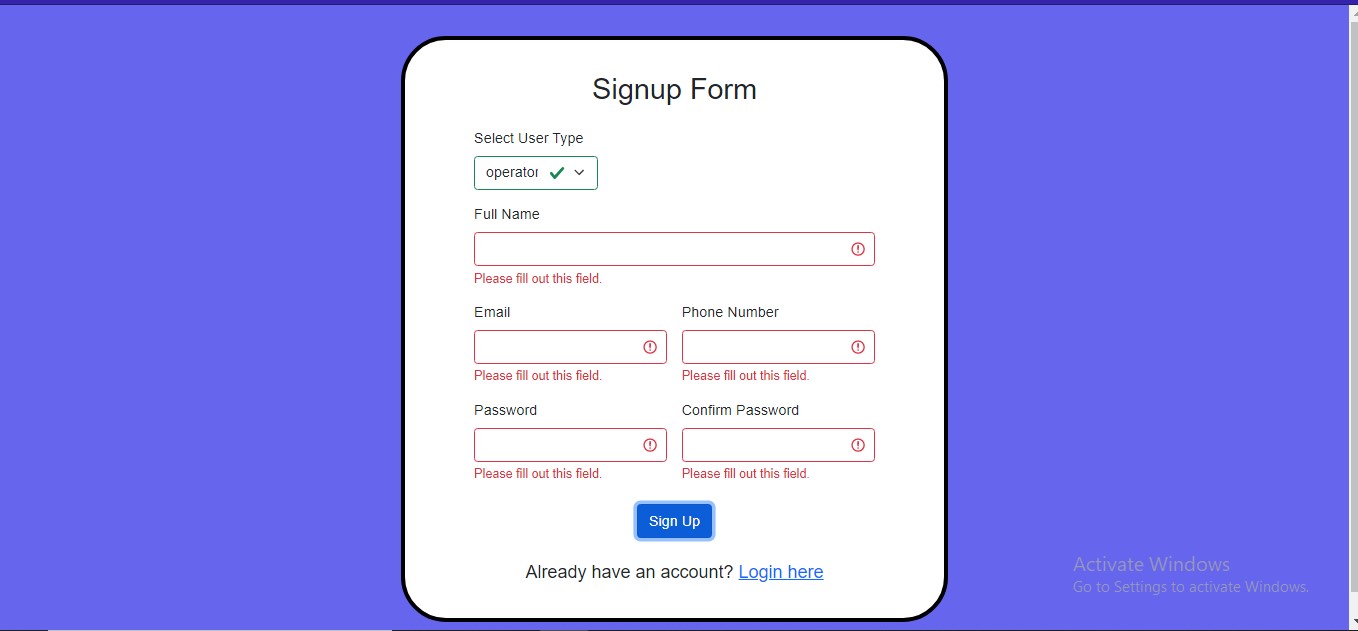 Signup Form
Select User Type
operator
Full Name
Please fill out this field.
Email Phone Number
Please fill out this field. Please fill out this field.
Password Confirm Password
Please fill out this field. Please fill out this field.
Sign Up
Already have an account? Login here
Activate Windows
Go to Settings to activate Windows.